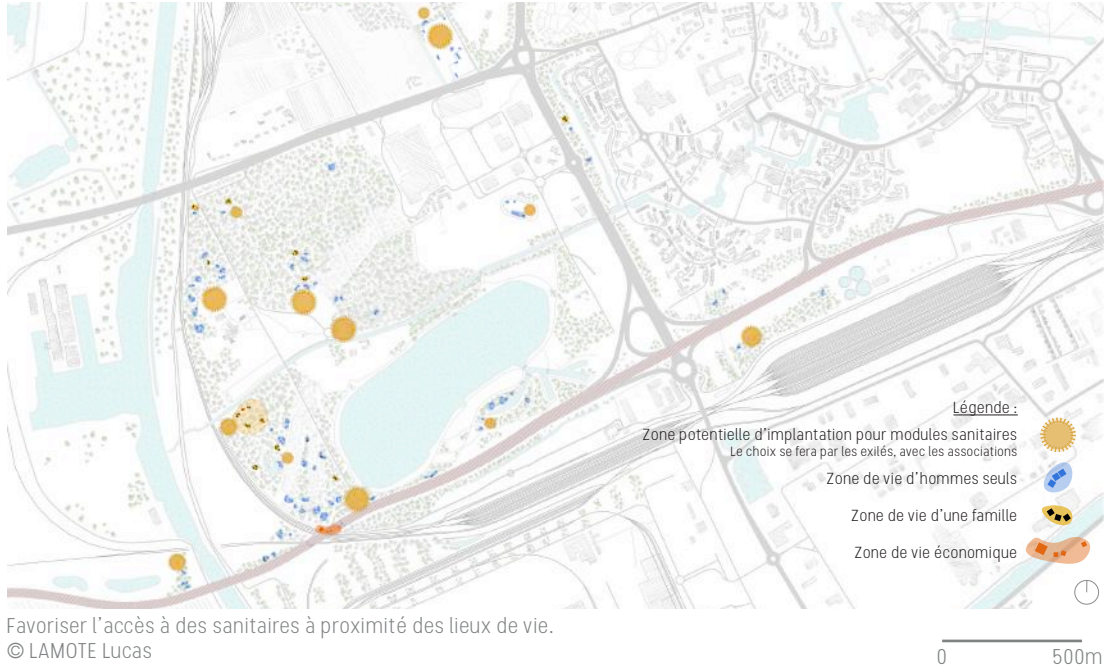 Légende :
Zone potentielle d'implantation pour modules sanitaires
Le choix se fera par les exilés, avec les associations
Zone de vie d'hommes seuls
Zone de vie d'une famille
Zone de vie économique
Favoriser l'accès à des sanitaires à proximité des lieux de vie.
© LAMOTE Lucas
0 500m